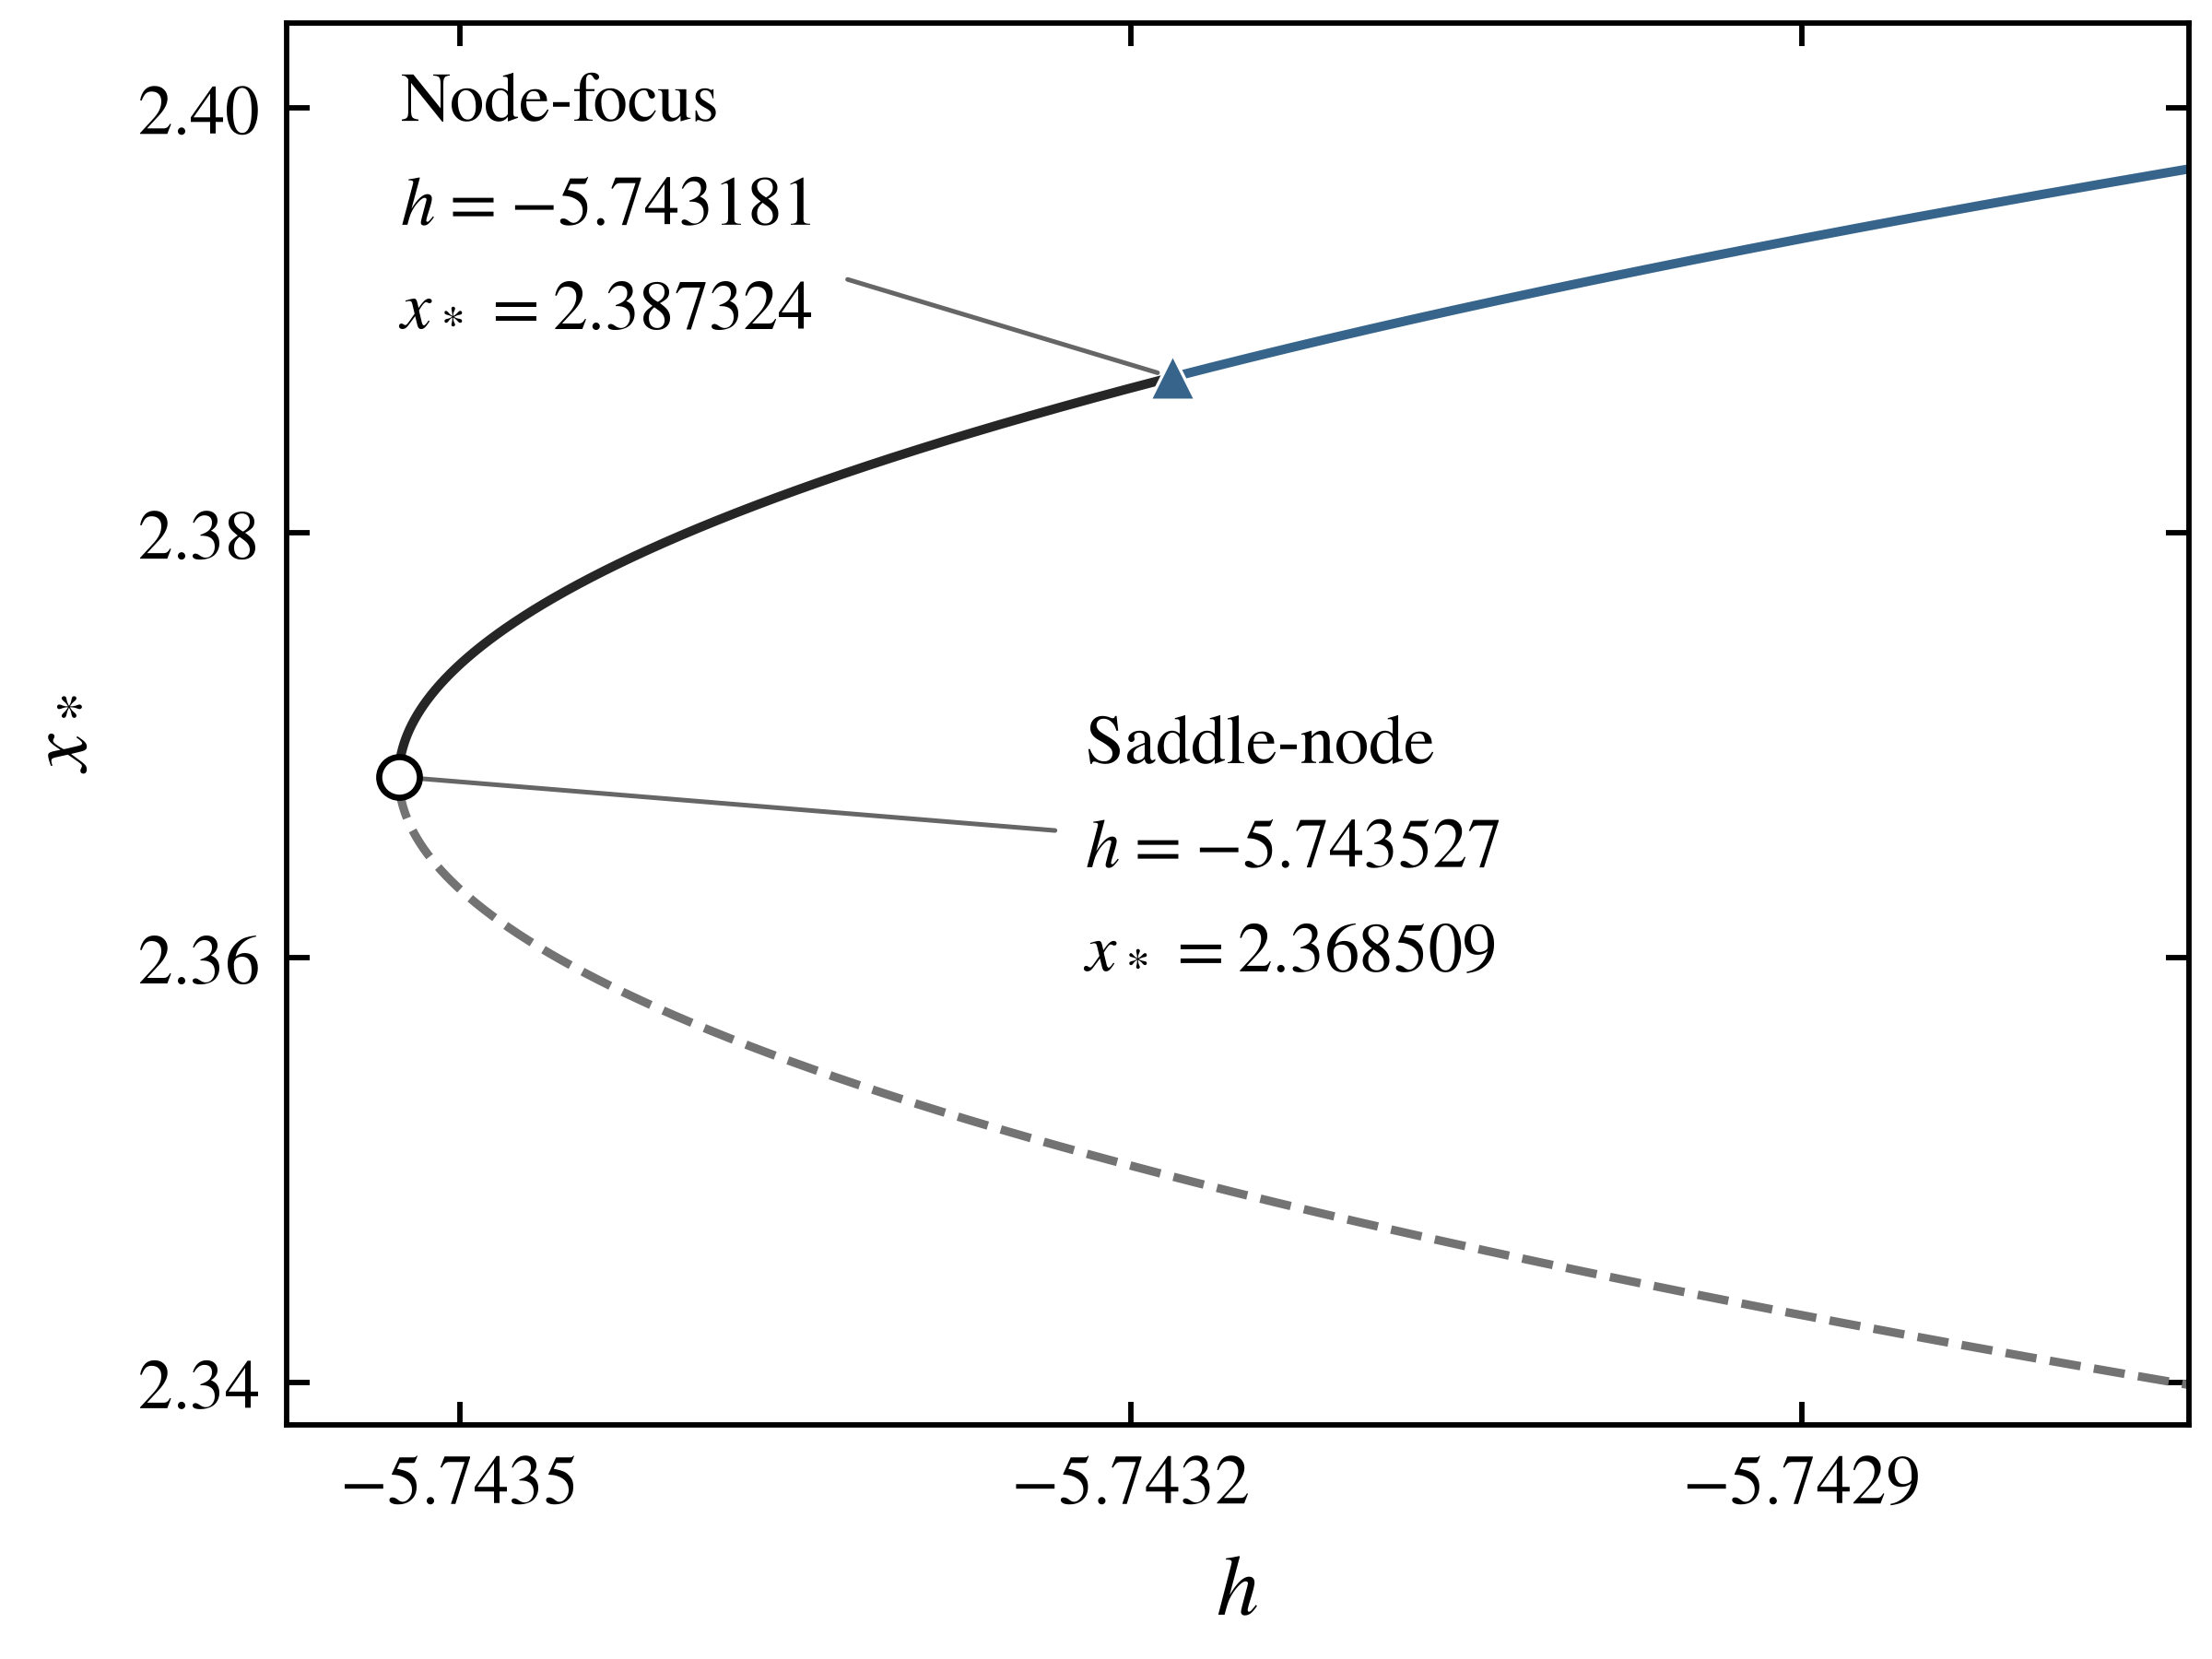 Node-focus
h = −5.743181
x* = 2.387324
Saddle-node
h = −5.743527
x* = 2.368509
2.40
2.38
2.36
2.34
x*
−5.7435
−5.7432
−5.7429
h